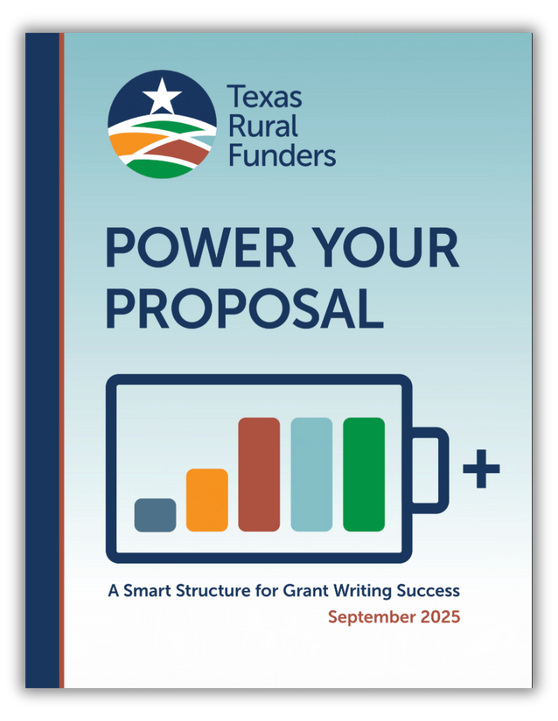 Texas
Rural
Funders
POWER YOUR
PROPOSAL
+
A Smart Structure for Grant Writing Success
September 2025